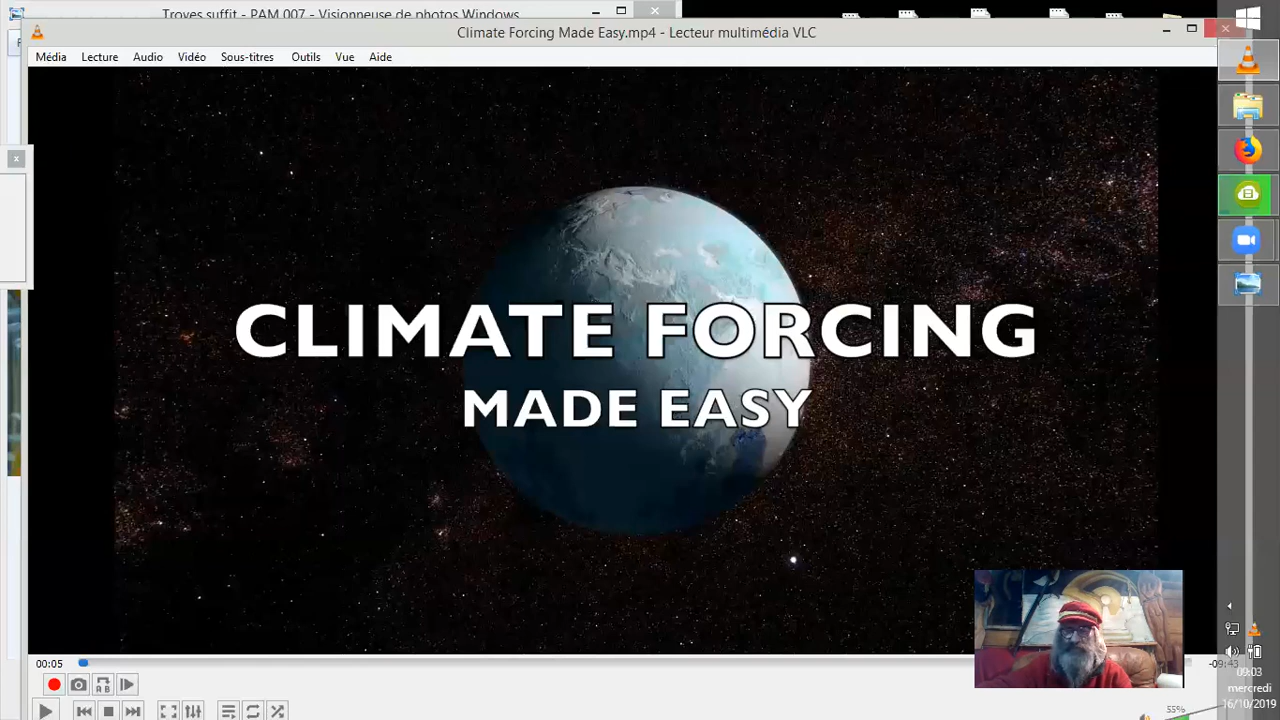 Troyes suffit - PAM 007 - Visionneuse de photos Windows
Climate Forcing Made Easy.mp4 - Lecteur multimédia VLC
Média Lecture Audio Vidéo Sous-titres Outils Vue Aide
CLIMATE FORCING
MADE EASY
00:05
-09:43
09:03
mercredi
16/10/2019
55%